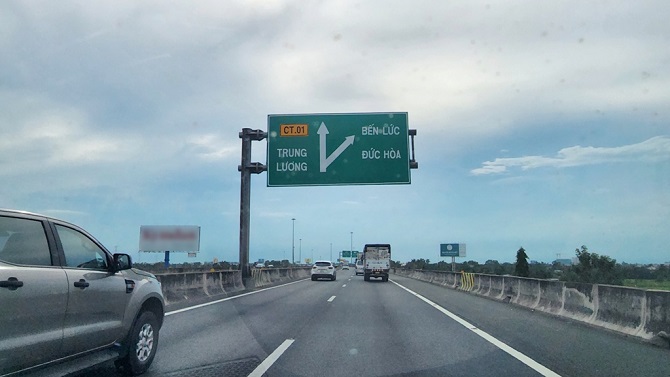 CT.01
TRUNG
LƯƠNG
BẾN LỨC
ĐỨC HÒA